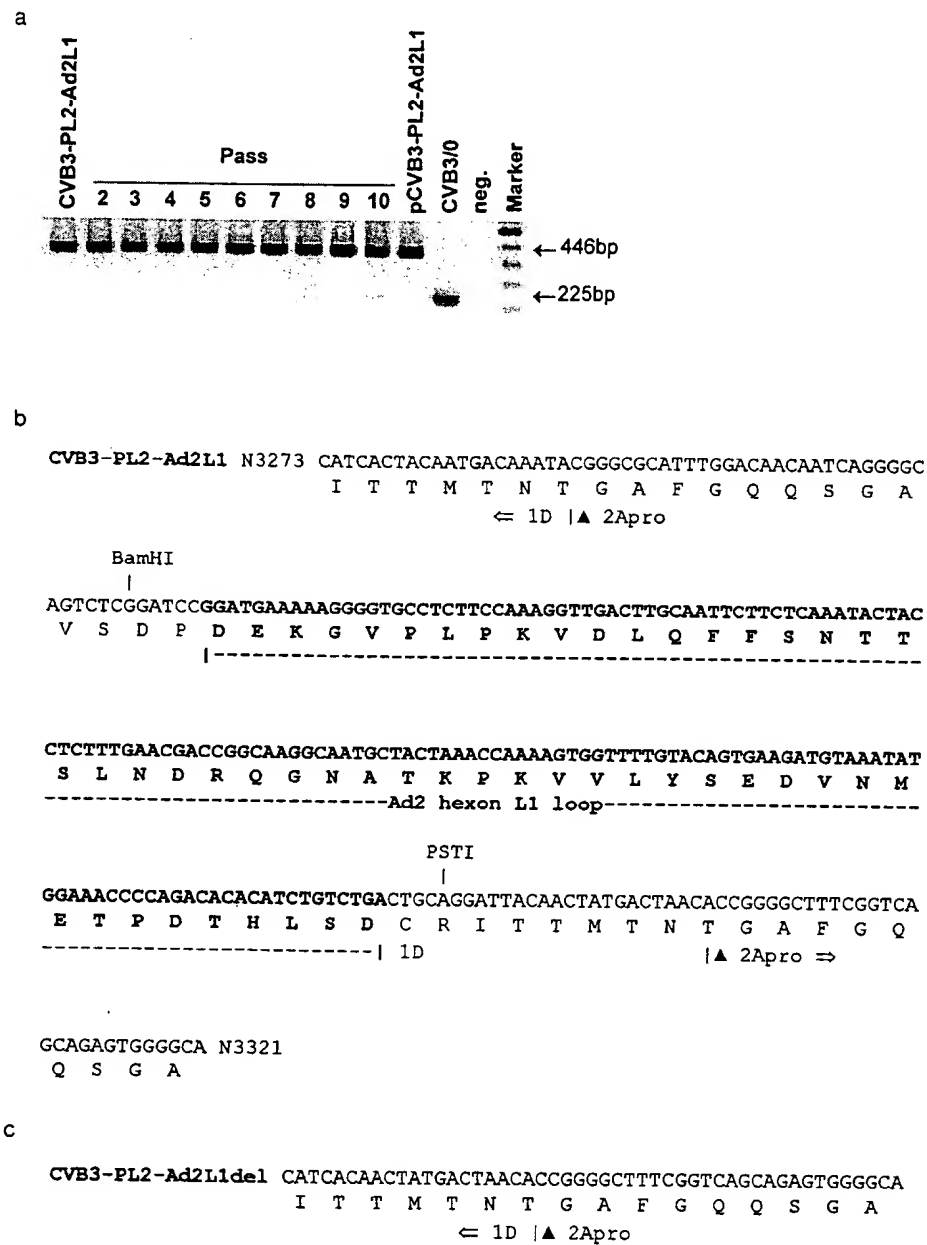 a
CVB3-PL2-Ad2L1
Pass
2 3 4 5 6 7 8 9 10
pCVB3-PL2-Ad2L1
CVB3/0
neg.
Marker
←446bp
←225bp
b
CVB3-PL2-Ad2L1 N3273 CATCACTACAATGACAAATACGGGCGCATTTGGACAACAATCAGGGGC
I T T M T N T G A F G Q Q S G A
⇐ 1D |▲ 2Apro
BamHI
|
AGTCTCGGATCCGGATGAAAAAGGGGTGCCTCTTCCAAAGGTTGACTTGCAATTCTTCTCAAATACTAC
V S D P D E K G V P L P K V D L Q F F S N T T
|----------------------------------------------------------
CTCTTTGAACGACCGGCAAGGCAATGCTACTAAACCAAAAGTGGTTTTGTACAGTGAAGATGTAAATAT
S L N D R Q G N A T K P K V V L Y S E D V N M
----------------------------Ad2 hexon L1 loop--------------------------
PSTI
|
GGAAACCCCAGACACACATCTGTCTGACTGCAGGATTACAACTATGACTAACACCGGGGCTTTCGGTCA
E T P D T H L S D C R I T T M T N T G A F G Q
----------------------------| 1D |▲ 2Apro ⇒
GCAGAGTGGGGCA N3321
Q S G A
c
CVB3-PL2-Ad2L1del CATCACAACTATGACTAACACCGGGGCTTTCGGTCAGCAGAGTGGGGCA
I T T M T N T G A F G Q Q S G A
⇐ 1D |▲ 2Apro